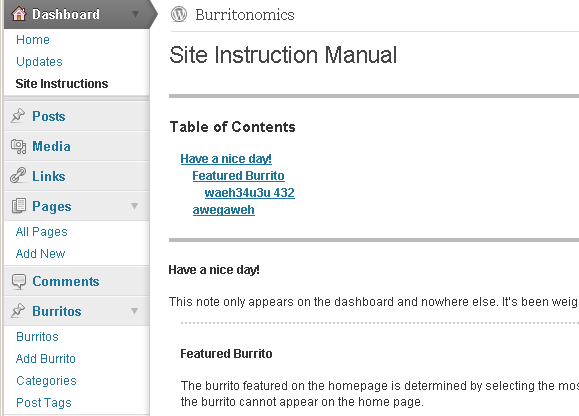 Dashboard
Home
Updates
Site Instructions
Posts
Media
Links
Pages
All Pages
Add New
Comments
Burritos
Burritos
Add Burrito
Categories
Post Tags
Burritonomics
Site Instruction Manual
Table of Contents
Have a nice day!
Featured Burrito
waeh34u3u 432
awegaweh
Have a nice day!
This note only appears on the dashboard and nowhere else. It's been weig
Featured Burrito
The burrito featured on the homepage is determined by selecting the mos
the burrito cannot appear on the home page.